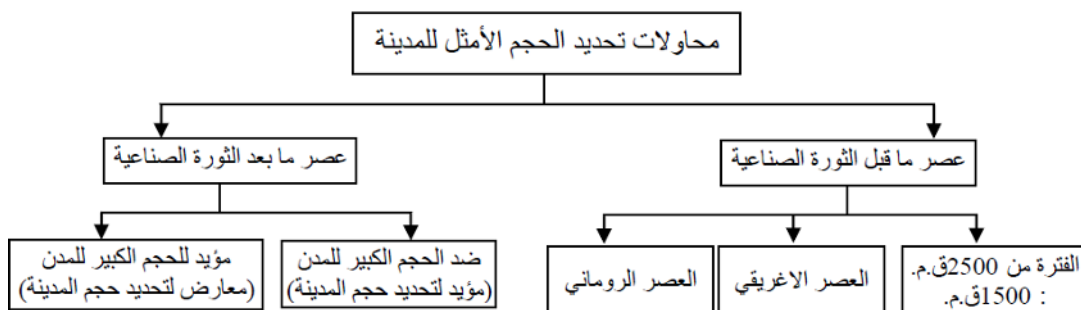 محاولات تحديد الحجم الأمثل للمدينة
عصر ما قبل الثورة الصناعية
عصر ما بعد الثورة الصناعية
الفترة من 2500ق.م.
: 1500ق.م.
العصر الاغريقي
العصر الروماني
ضد الحجم الكبير للمدن
(مؤيد لتحديد حجم المدينة)
مؤيد للحجم الكبير للمدن
(معارض لتحديد حجم المدينة)